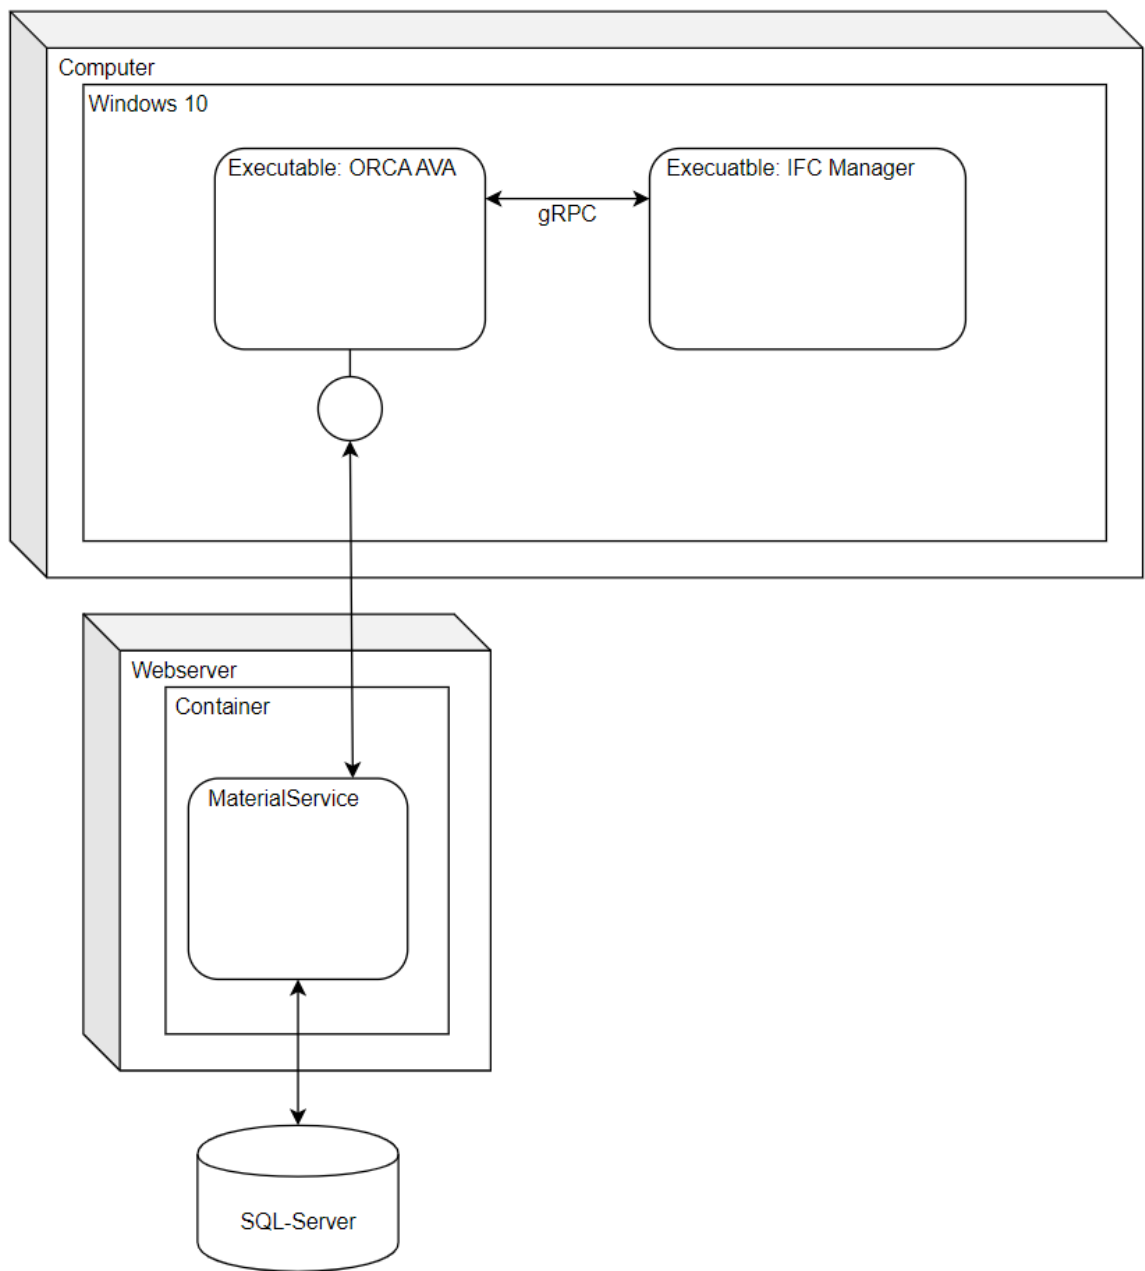 Computer
Windows 10
Executable: ORCA AVA
Execuatble: IFC Manager
gRPC
Webserver
Container
MaterialService
SQL-Server